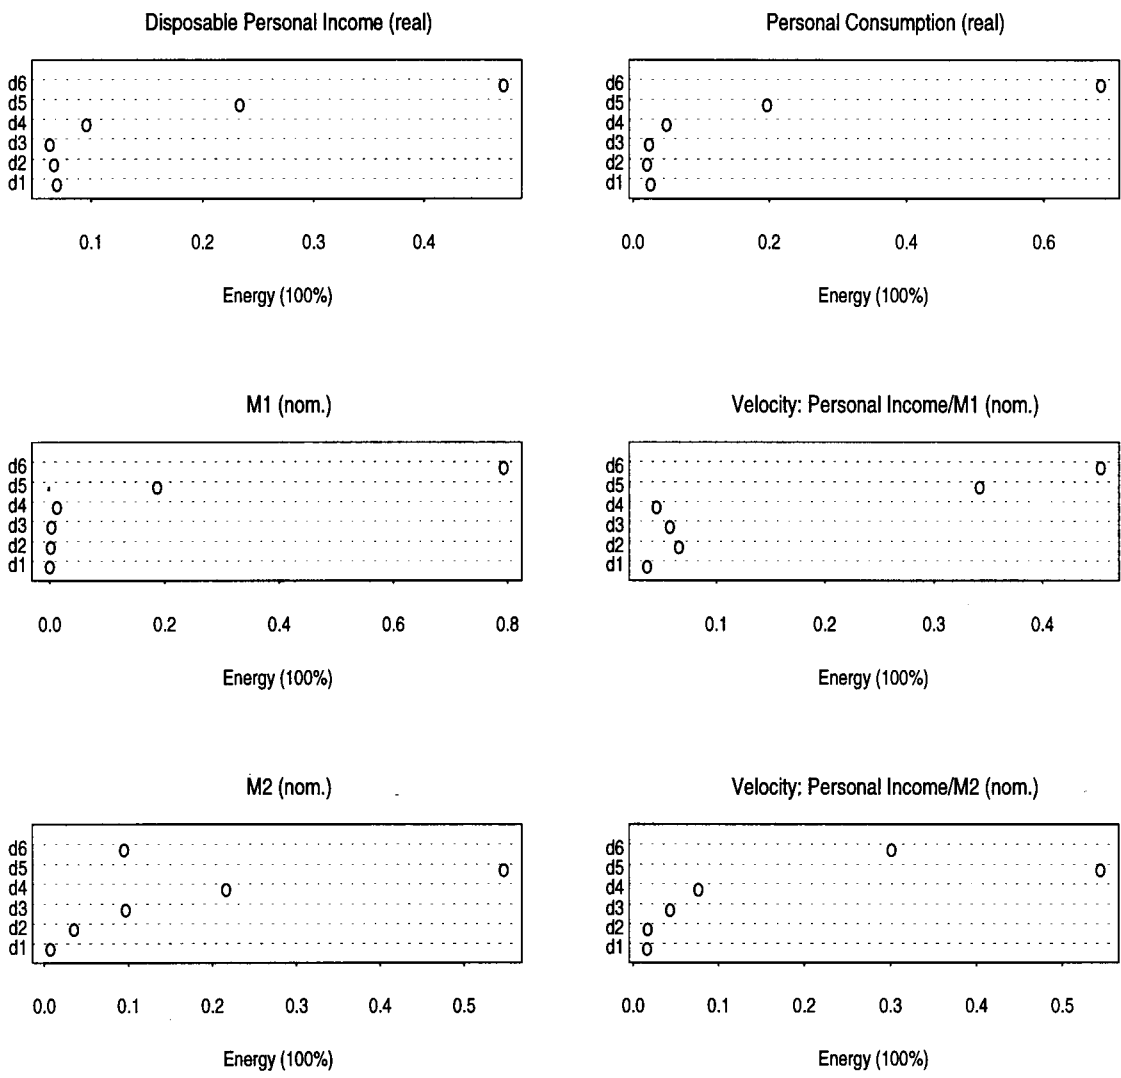 Disposable Personal Income (real)
d6
d5
d4
d3
d2
d1
0.1 0.2 0.3 0.4
Energy (100%)
Personal Consumption (real)
d6
d5
d4
d3
d2
d1
0.0 0.2 0.4 0.6
Energy (100%)
M1 (nom.)
d6
d5
d4
d3
d2
d1
0.0 0.2 0.4 0.6 0.8
Energy (100%)
Velocity: Personal Income/M1 (nom.)
d6
d5
d4
d3
d2
d1
0.1 0.2 0.3 0.4
Energy (100%)
M2 (nom.)
d6
d5
d4
d3
d2
d1
0.0 0.1 0.2 0.3 0.4 0.5
Energy (100%)
Velocity: Personal Income/M2 (nom.)
d6
d5
d4
d3
d2
d1
0.0 0.1 0.2 0.3 0.4 0.5
Energy (100%)